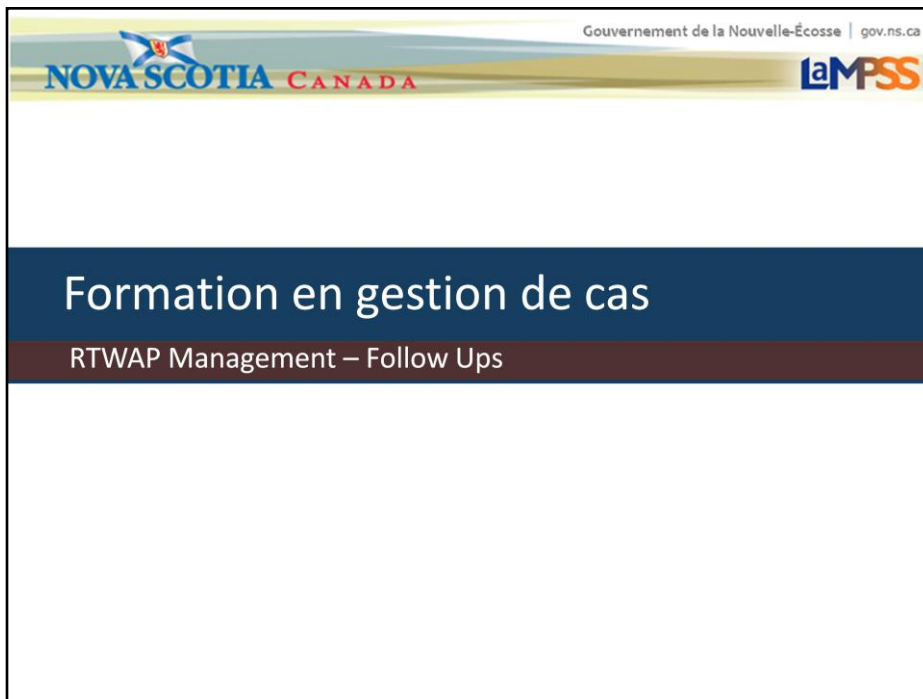 Gouvernement de la Nouvelle-Écosse | gov.ns.ca
NOVA SCOTIA CANADA
LaMPSS
Formation en gestion de cas
RTWAP Management – Follow Ups